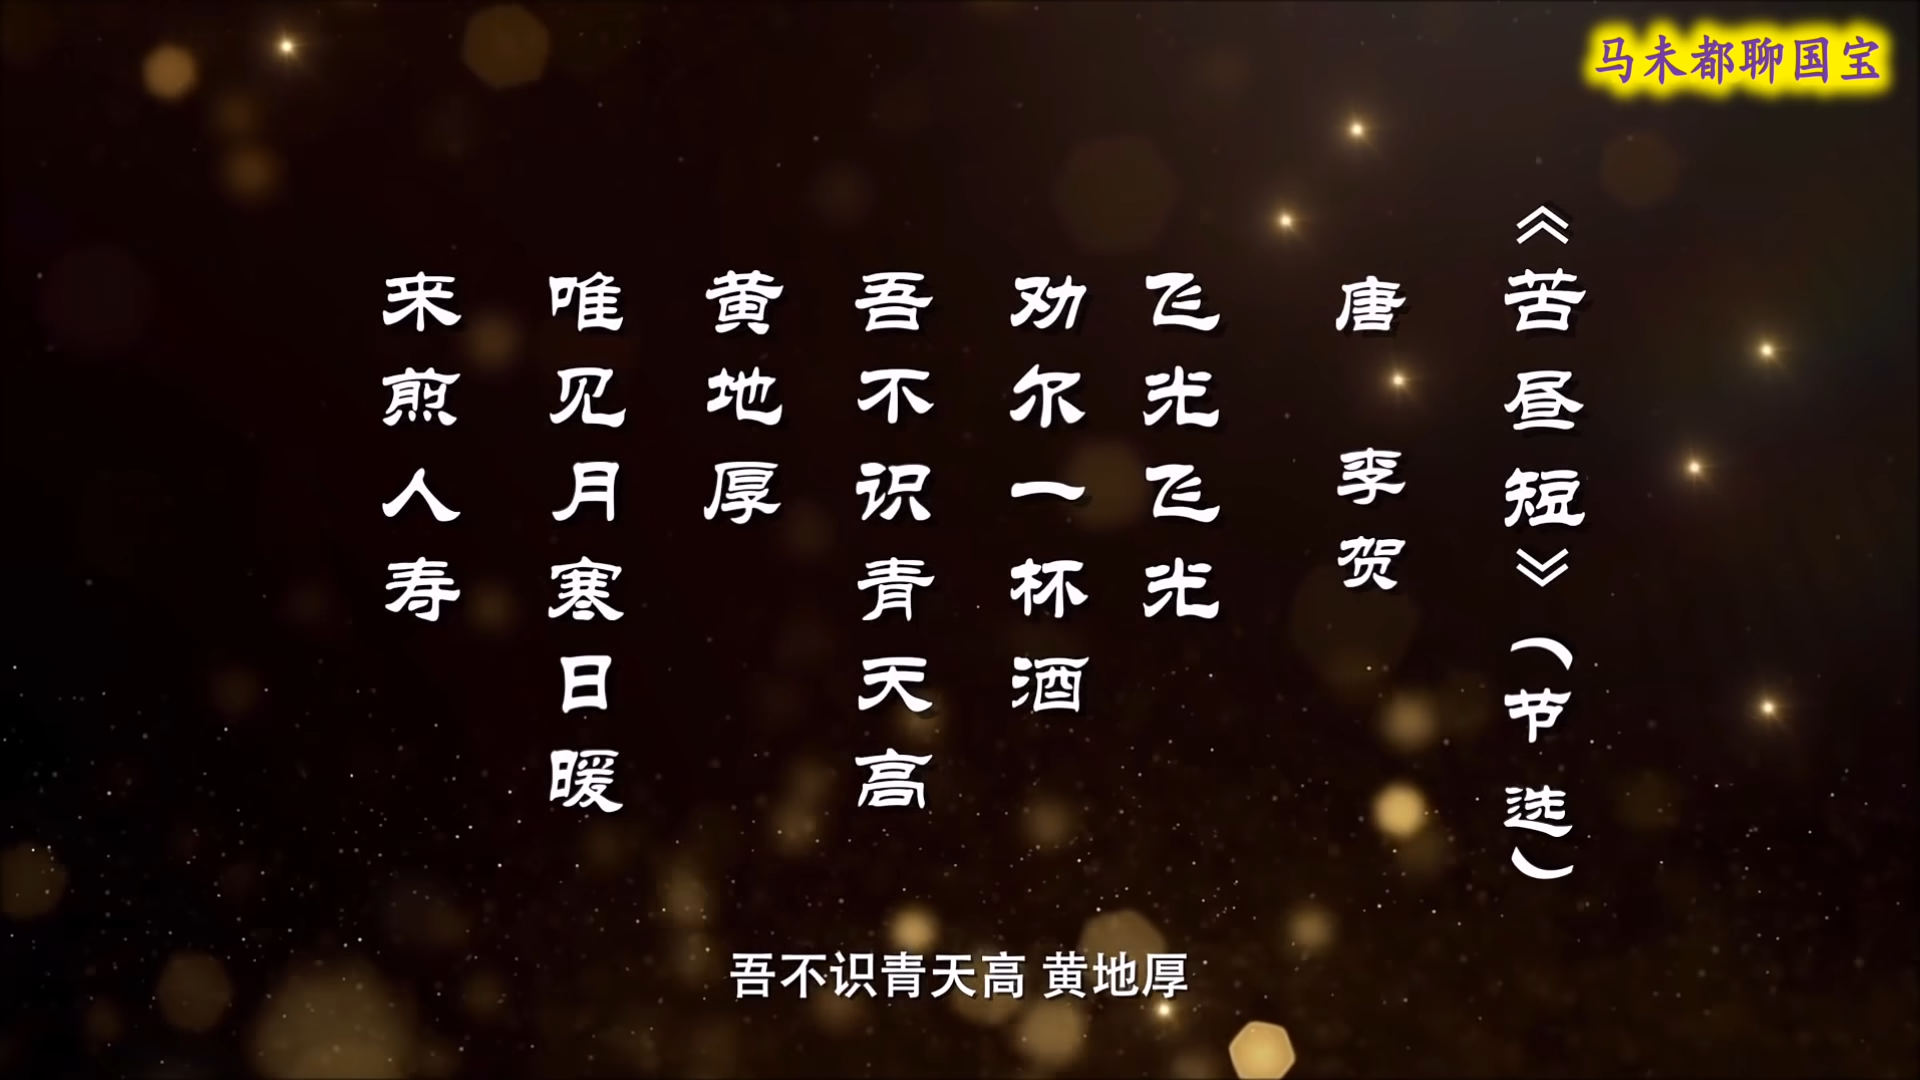 马未都聊国宝
《苦昼短》(节选)
唐 李贺
飞光飞光
劝尔一杯酒
吾不识青天高
黄地厚
唯见月寒日暖
来煎人寿
吾不识青天高 黄地厚